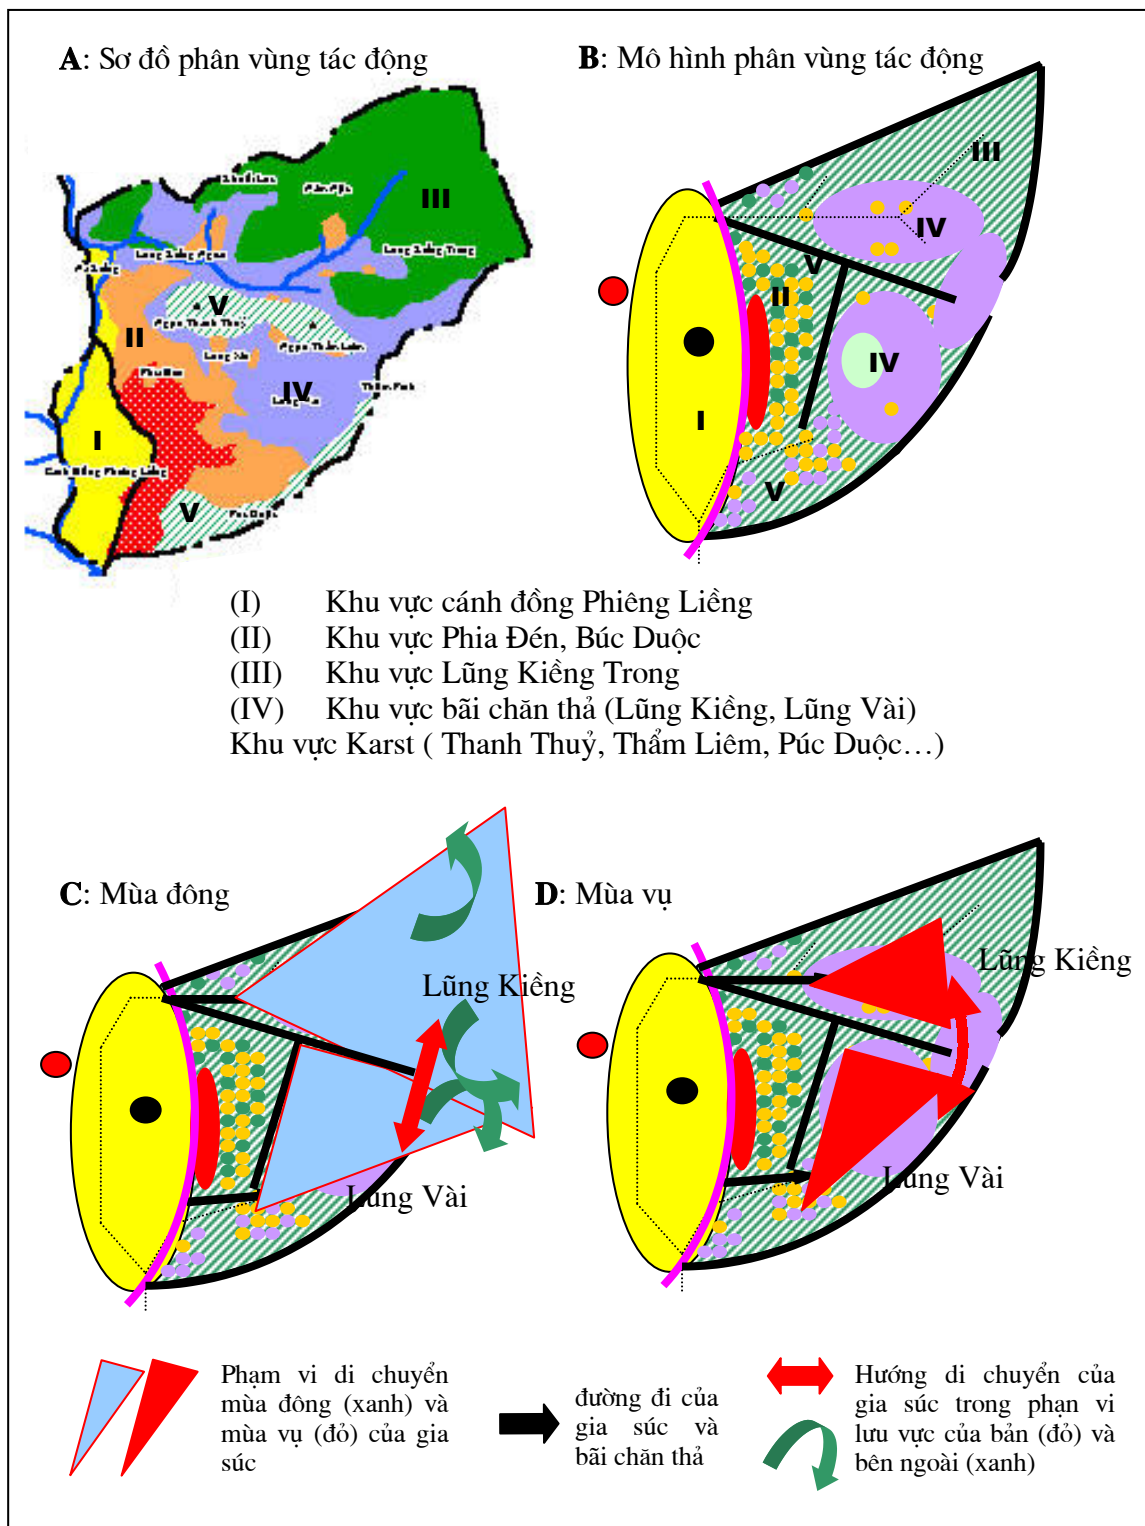 A: Sơ đồ phân vùng tác động
B: Mô hình phân vùng tác động
III
V
II
IV
I
V
III
IV
V
II
IV
I
V
(I) Khu vực cánh đồng Phiêng Liềng
(II) Khu vực Phia Đén, Búc Duộc
(III) Khu vực Lũng Kiềng Trong
(IV) Khu vực bãi chăn thả (Lũng Kiềng, Lũng Vài)
Khu vực Karst ( Thanh Thuỷ, Thẩm Liêm, Púc Duộc…)
C: Mùa đông
D: Mùa vụ
Lũng Kiềng
Lũng Vài
Lũng Kiềng
Lũng Vài
Phạm vi di chuyển
mùa đông (xanh) và
mùa vụ (đỏ) của gia
súc
đường đi của
gia súc và
bãi chăn thả
Hướng di chuyển của
gia súc trong phạn vi
lưu vực của bản (đỏ) và
bên ngoài (xanh)